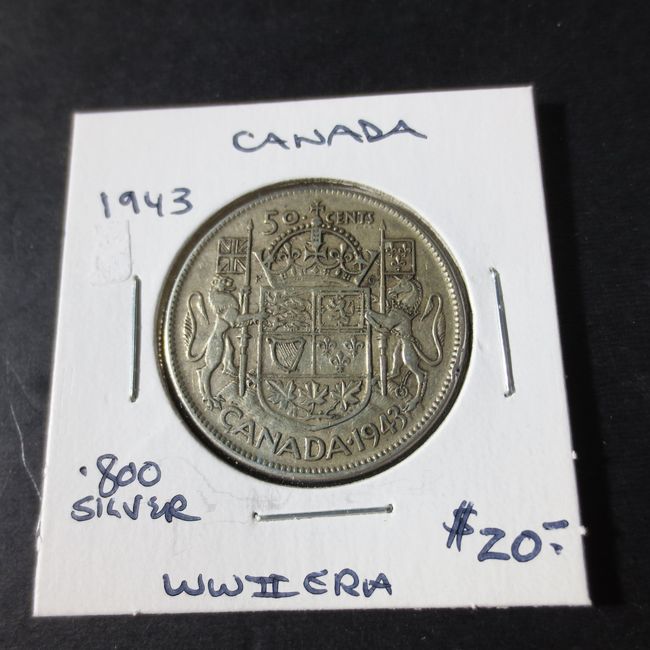 CANADA
1943
50 CENTS
CANADA·1943
.800
SILVER
$20=
WWII ERA